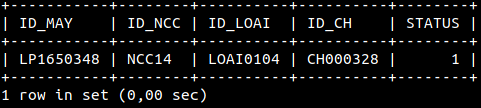 +-----------+--------+----------+----------+--------+
| ID_MAY | ID_NCC | ID_LOAI | ID_CH | STATUS |
+-----------+--------+----------+----------+--------+
| LP1650348 | NCC14 | LOAI0104 | CH000328 | 1 |
+-----------+--------+----------+----------+--------+
1 row in set (0,00 sec)